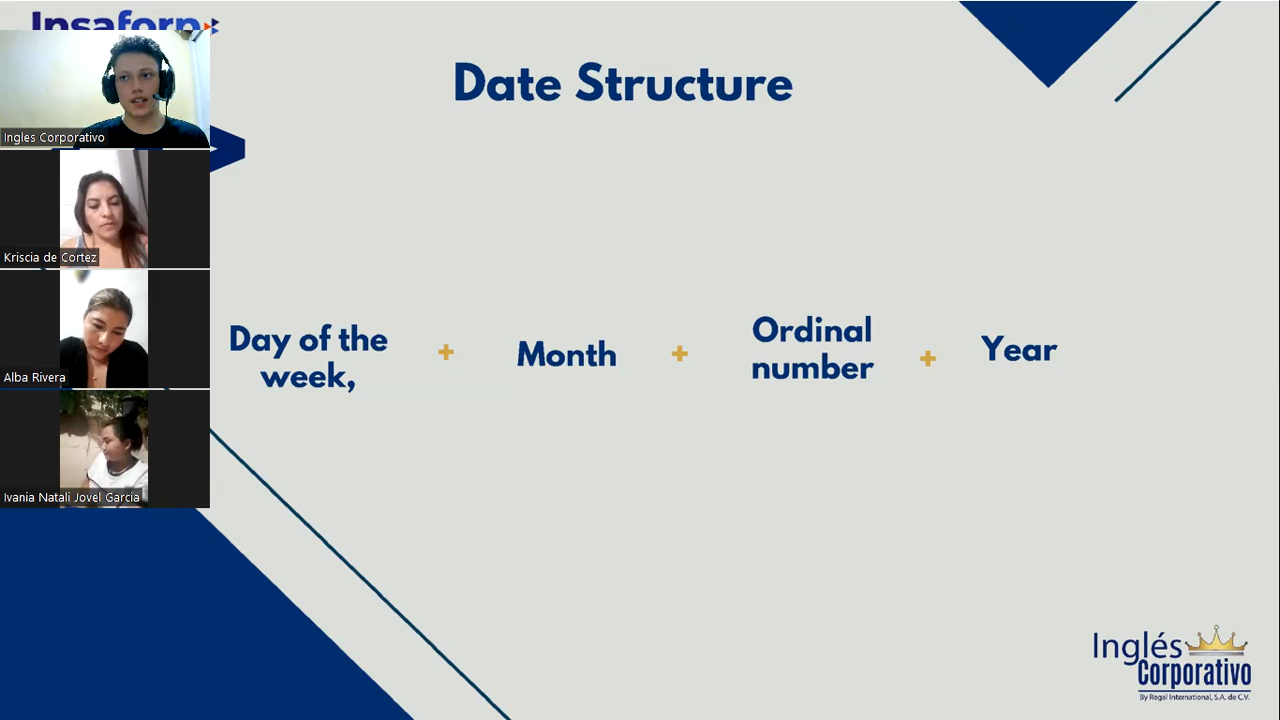 Insaforp
Date Structure
Ingles Corporativo
Kriscia de Cortez
Alba Rivera
Ivania Natali Jovel Garcia
Day of the
week,
+
Month
+
Ordinal
number
+
Year
Inglés
Corporativo
By Regal International, S.A. de C.V.